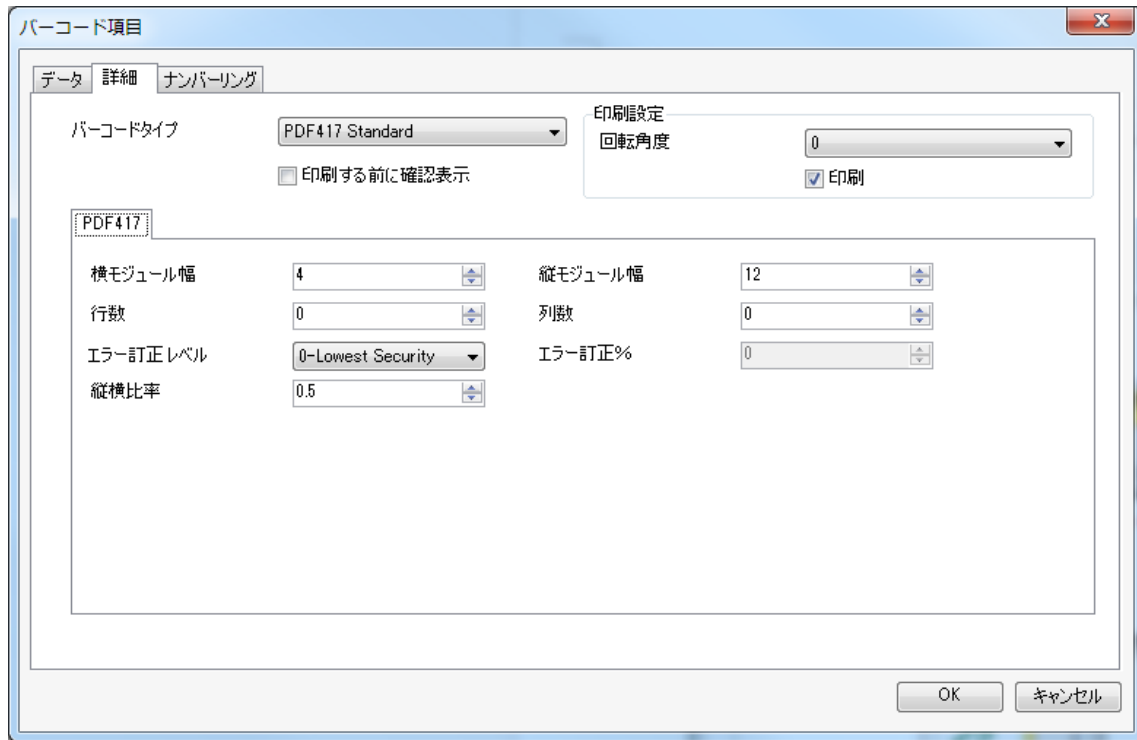 バーコード項目
データ 詳細 ナンバーリング
バーコードタイプ PDF417 Standard
印刷する前に確認表示
印刷設定
回転角度 0
印刷
PDF417
横モジュール幅 4 縦モジュール幅 12
行数 0 列数 0
エラー訂正レベル 0-Lowest Security エラー訂正% 0
縦横比率 0.5
OK キャンセル